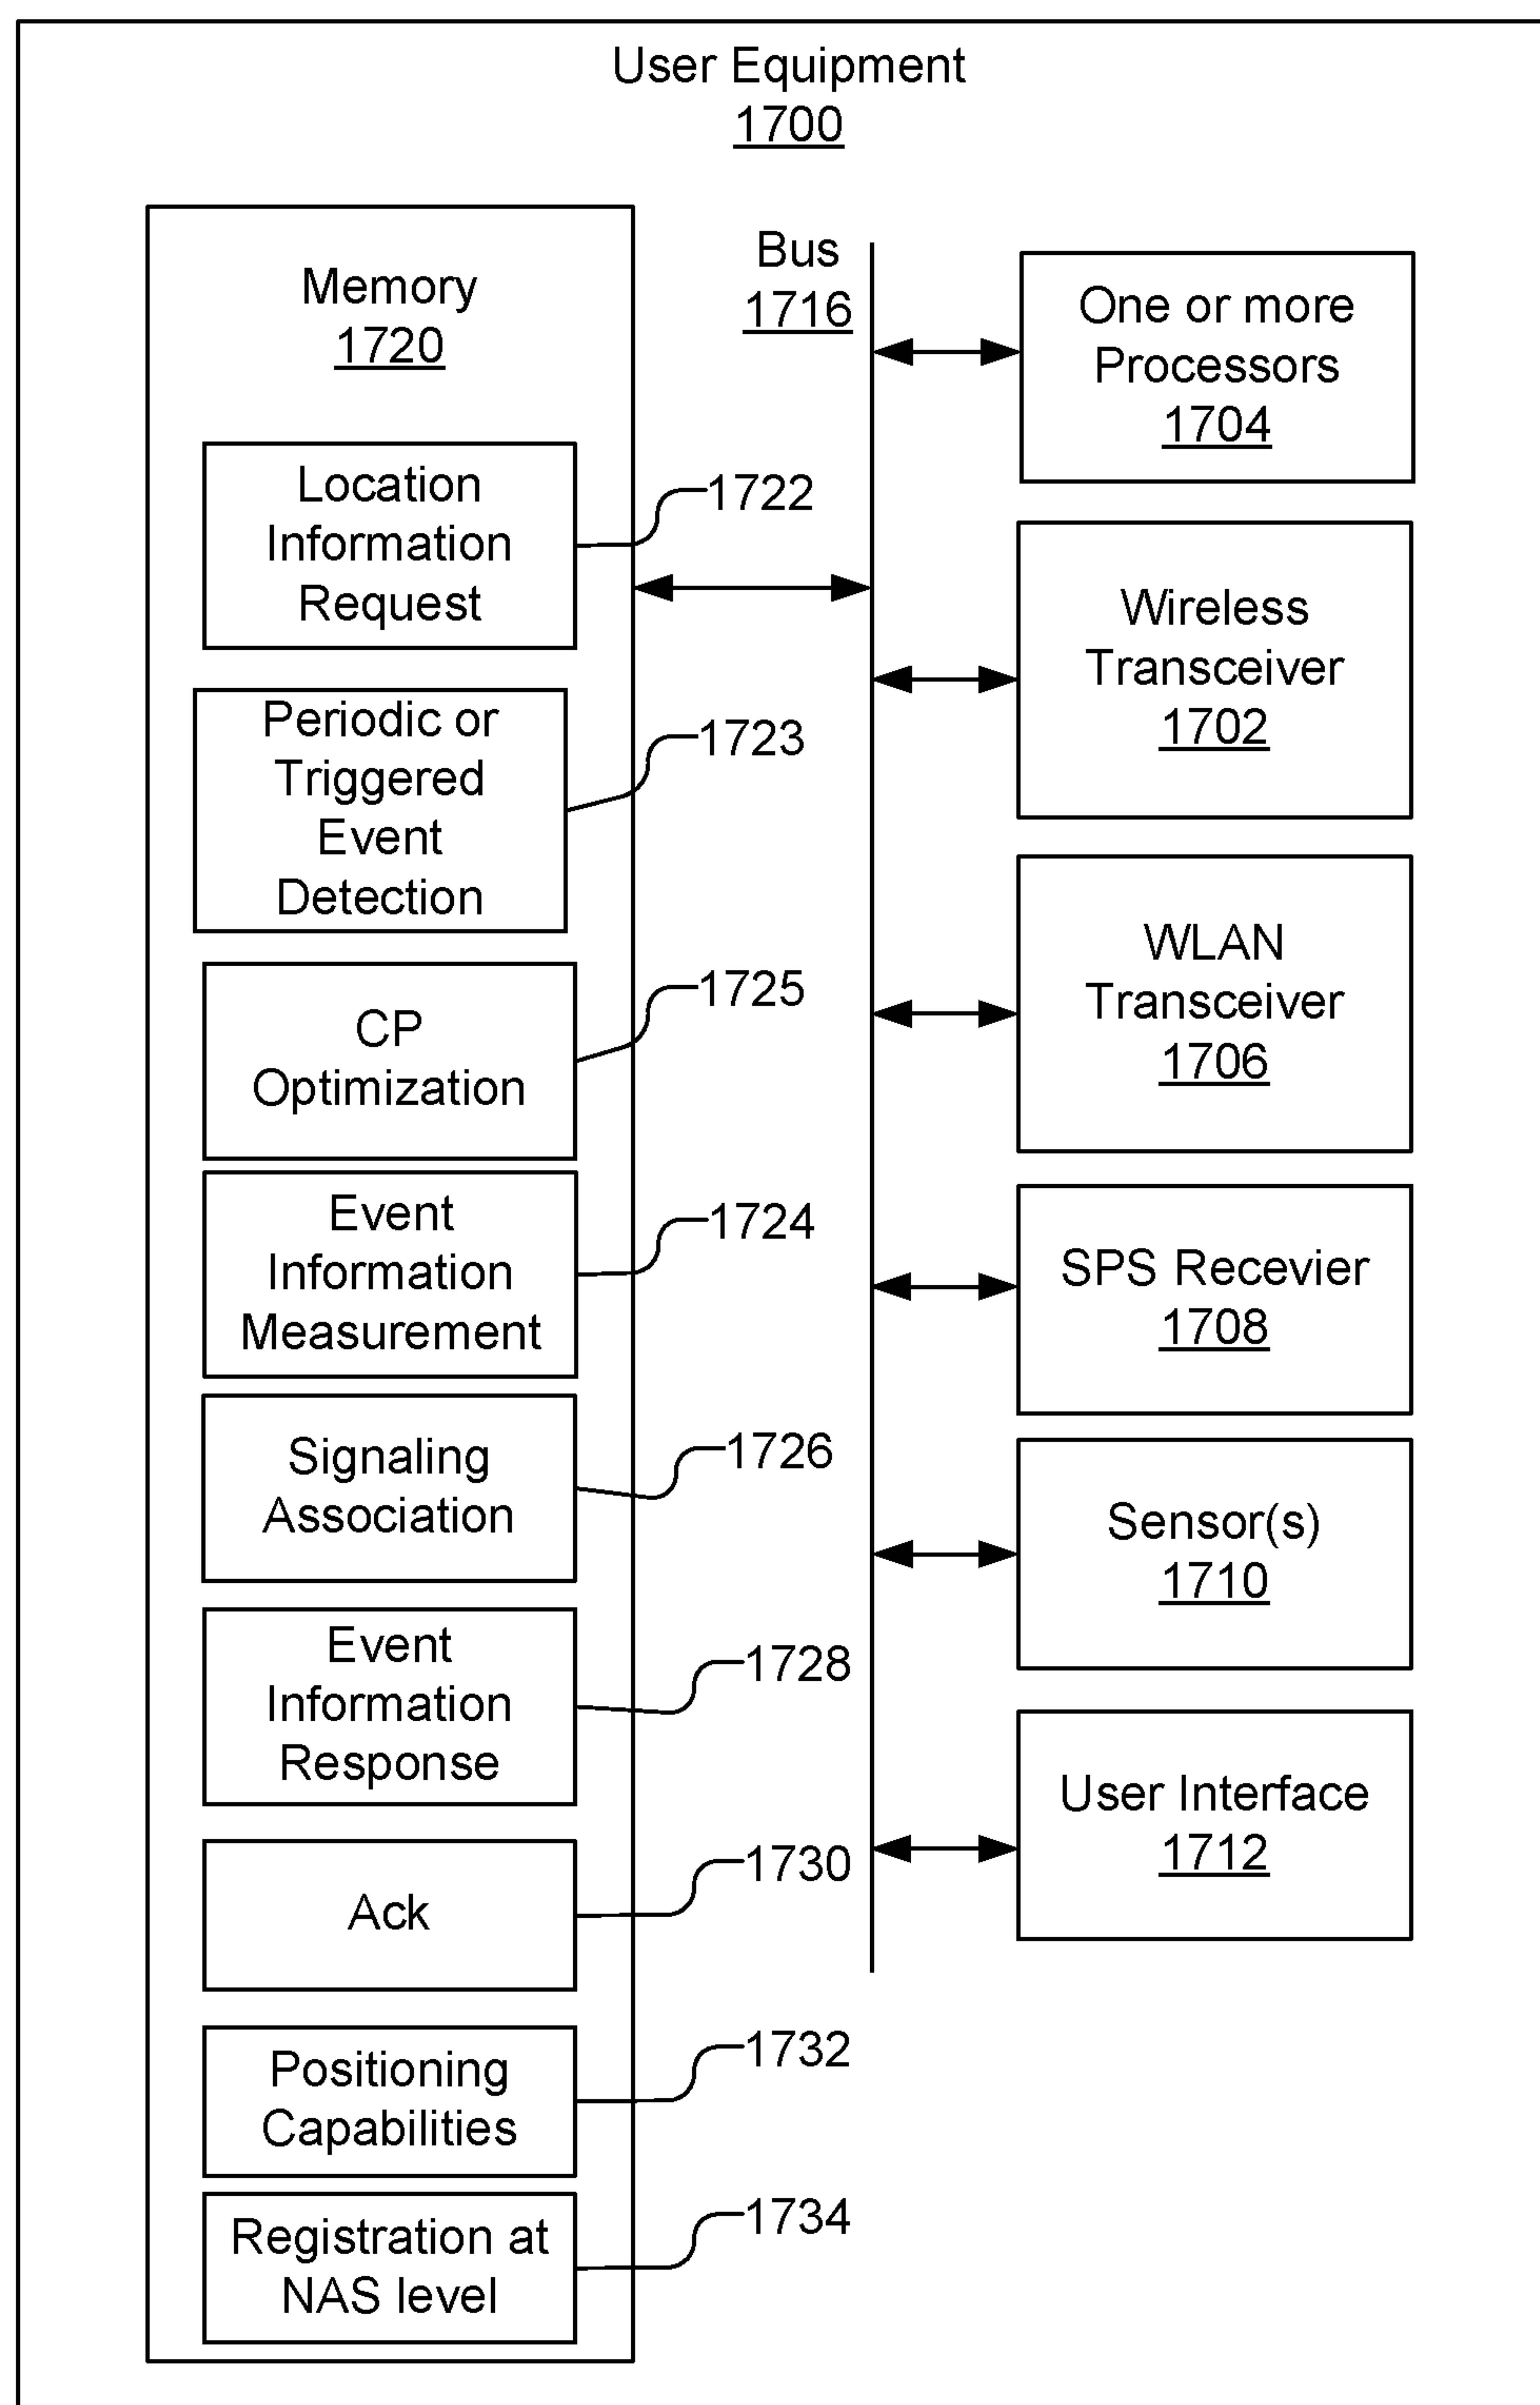 User Equipment
1700
Memory
1720
Location
Information
Request
1722
Periodic or
Triggered
Event
Detection
1723
CP
Optimization
1725
Event
Information
Measurement
1724
Signaling
Association
1726
Event
Information
Response
1728
Ack
1730
Positioning
Capabilities
1732
Registration at
NAS level
1734
Bus
1716
One or more
Processors
1704
Wireless
Transceiver
1702
WLAN
Transceiver
1706
SPS Recevier
1708
Sensor(s)
1710
User Interface
1712